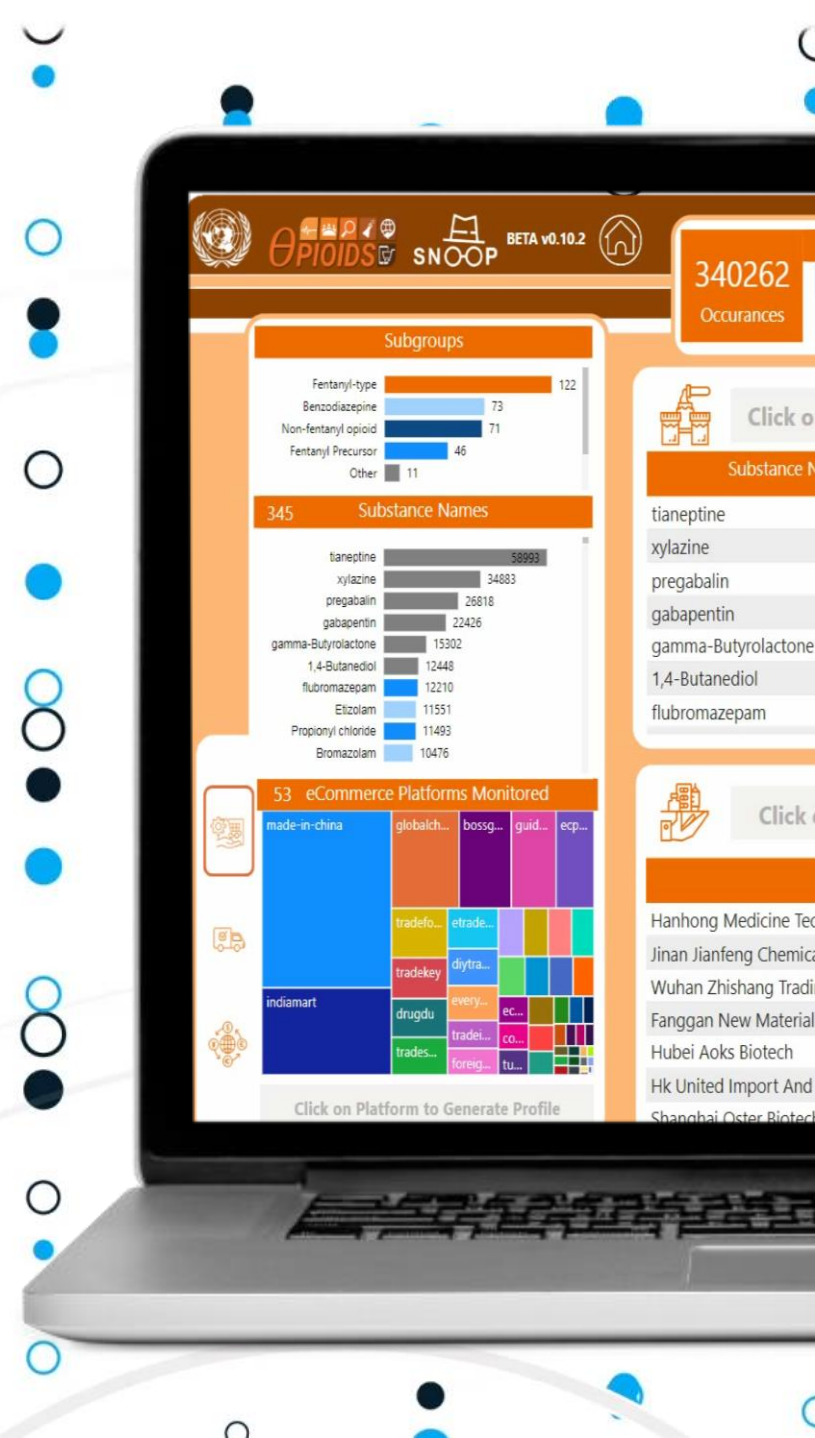 OPIOIDS SNOOP BETA v0.10.2
340262
Occurances
Subgroups
Fentanyl-type 122
Benzodiazepine 73
Non-fentanyl opioid 71
Fentanyl Precursor 46
Other 11
345 Substance Names
tianeptine 58993
xylazine 34883
pregabalin 26818
gabapentin 22426
gamma-Butyrolactone 15302
1,4-Butanediol 12448
flubromazepam 12210
Etizolam 11551
Propionyl chloride 11493
Bromazolam 10476
53 eCommerce Platforms Monitored
made-in-china globalch... bossg... guid... ecp...
tradefo... etrade...
tradekey diytra...
indiamart drugdu every... ec...
tradei... co...
trades... foreig... tu...
Click on Platform to Generate Profile
Click o
Substance N
tianeptine
xylazine
pregabalin
gabapentin
gamma-Butyrolactone
1,4-Butanediol
flubromazepam
Click
Hanhong Medicine Tec
Jinan Jianfeng Chemica
Wuhan Zhishang Tradi
Fanggan New Material
Hubei Aoks Biotech
Hk United Import And
Shanghai Oster Biotech